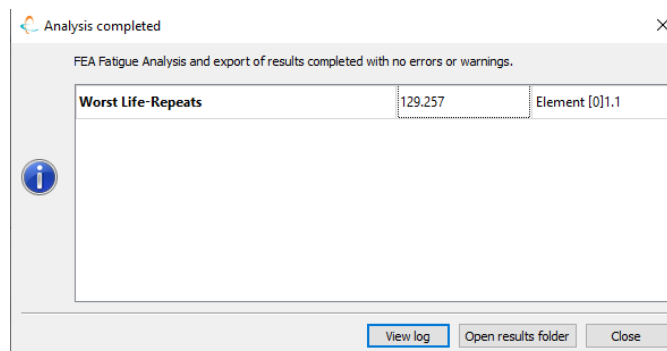 Analysis completed
FEA Fatigue Analysis and export of results completed with no errors or warnings.
Worst Life-Repeats 129.257 Element [0]1.1
View log Open results folder Close